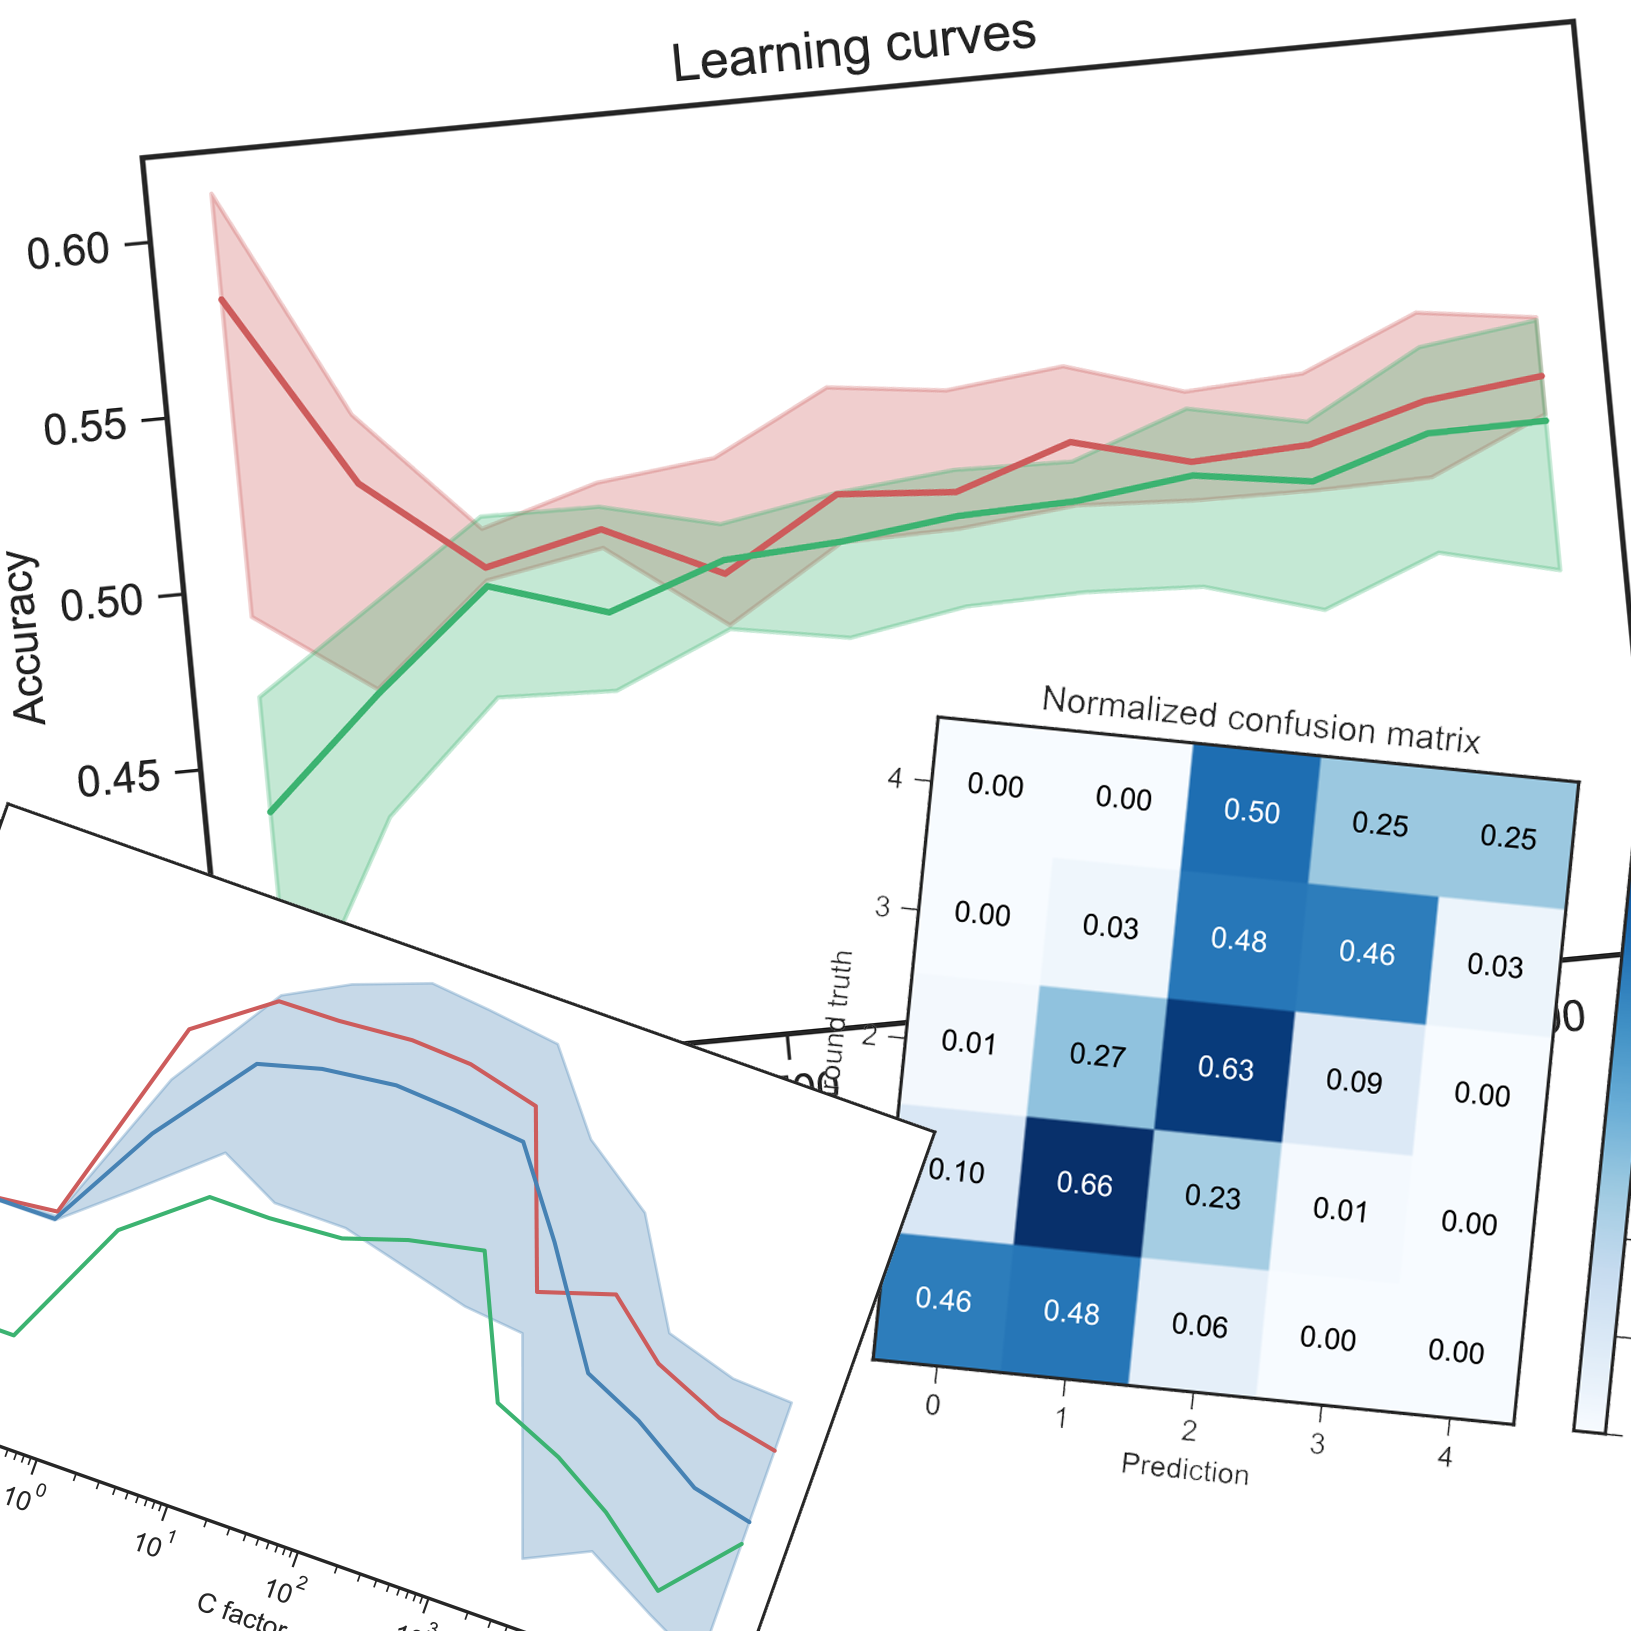 Learning curves
0.60
0.55
0.50
0.45
Accuracy
Normalized confusion matrix
4
0.00 0.00 0.50 0.25 0.25
3
0.00 0.03 0.48 0.46 0.03
2
0.01 0.27 0.63 0.09 0.00
0.10 0.66 0.23 0.01 0.00
0.46 0.48 0.06 0.00 0.00
0 1 2 3 4
Prediction
truth
10⁰ 10¹ 10²
C factor